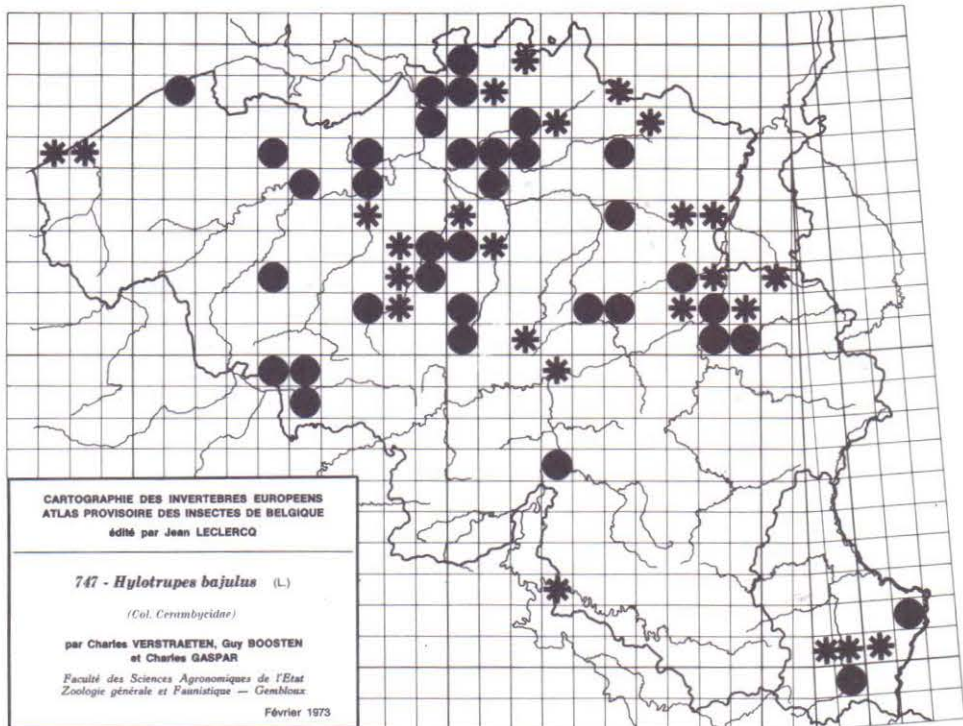 CARTOGRAPHIE DES INVERTEBRES EUROPEENS
ATLAS PROVISOIRE DES INSECTES DE BELGIQUE
édité par Jean LECLERCQ
747 - Hylotrupes bajulus (L.)
(Col. Cerambycidae)
par Charles VERSTRAETEN, Guy BOOSTEN
et Charles GASPAR
Faculté des Sciences Agronomiques de l'Etat
Zoologie générale et Faunistique — Gembloux
Février 1973